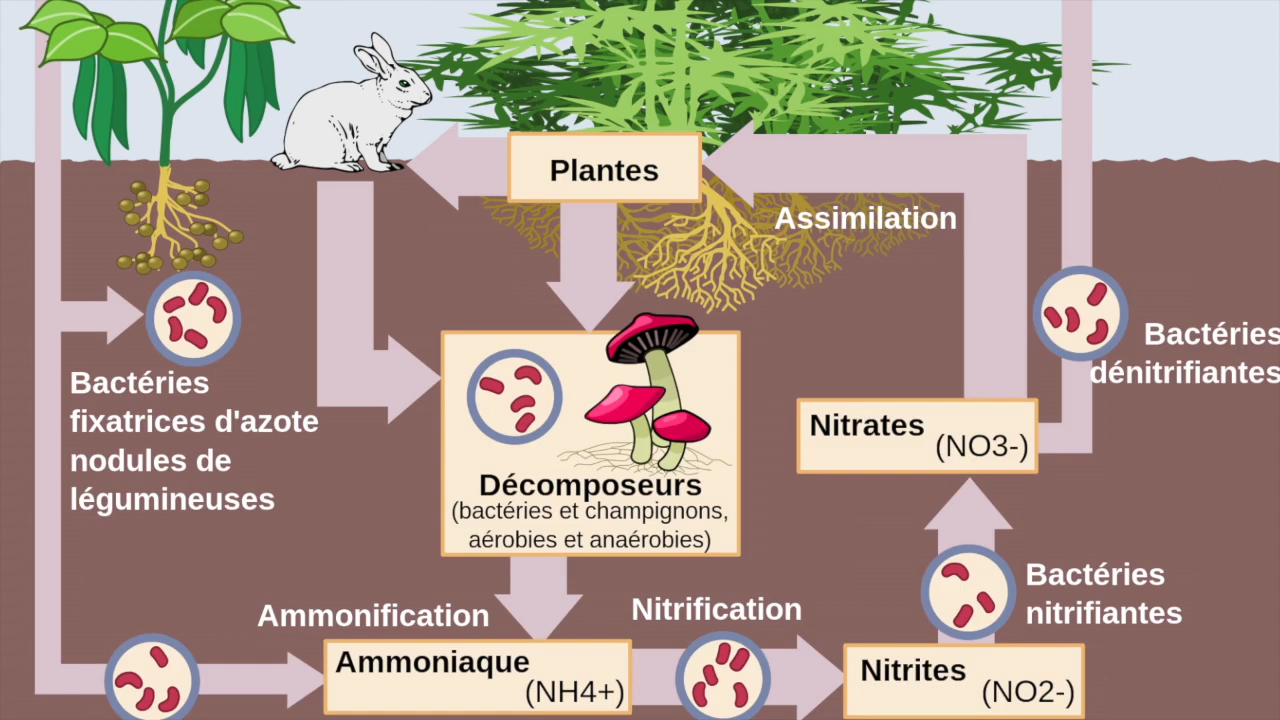 Plantes
Assimilation
Bactéries
dénitrifiantes
Bactéries
fixatrices d'azote
nodules de
légumineuses
Nitrates
(NO3-)
Décomposeurs
(bactéries et champignons,
aérobies et anaérobies)
Bactéries
nitrifiantes
Ammonification
Nitrification
Ammoniaque
(NH4+)
Nitrites
(NO2-)